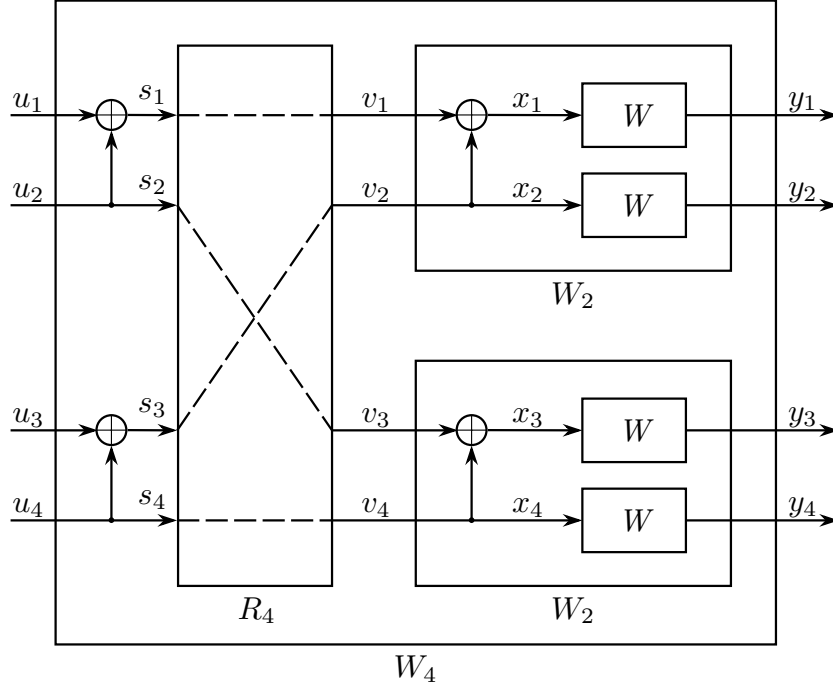 u₁ s₁ v₁ x₁ W y₁
u₂ s₂ v₂ x₂ W y₂
W₂
u₃ s₃ v₃ x₃ W y₃
u₄ s₄ v₄ x₄ W y₄
R₄ W₂
W₄